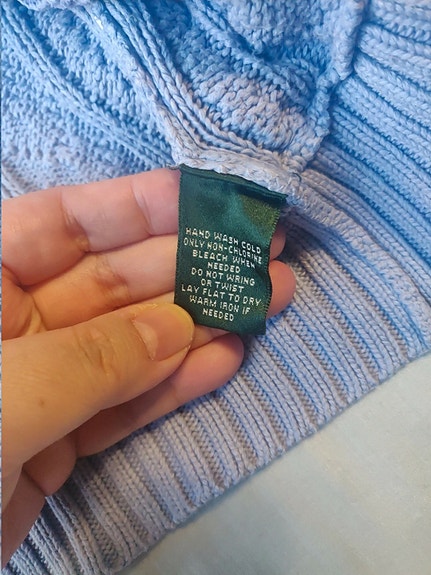 HAND WASH COLD
ONLY NON-CHLORINE
BLEACH WHEN
NEEDED
DO NOT WRING
OR TWIST
LAY FLAT TO DRY
WARM IRON IF
NEEDED